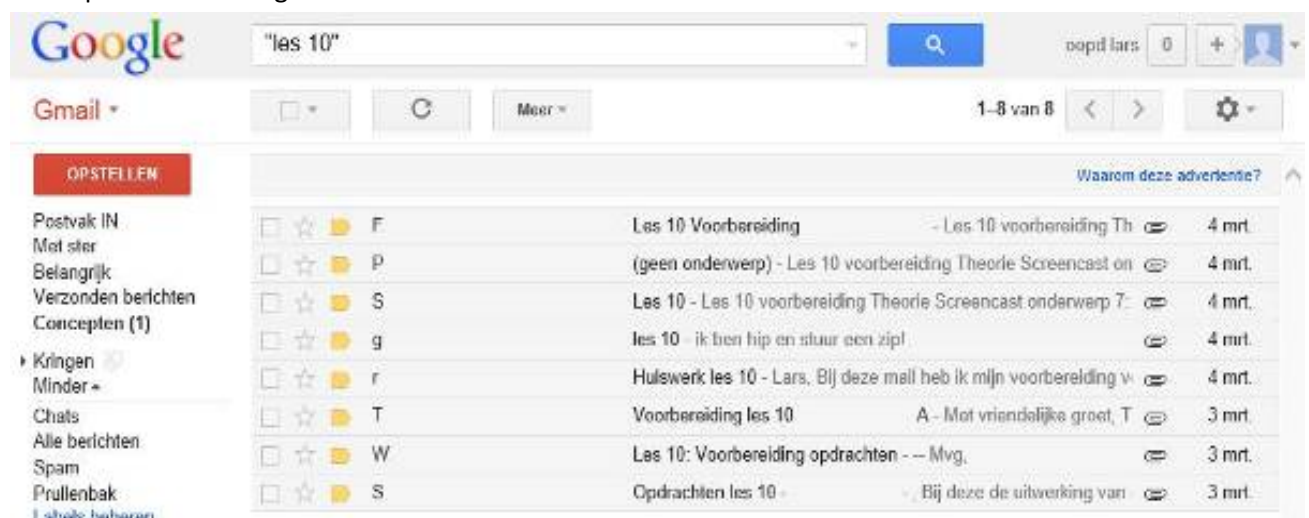 Google "les 10" oopd lars 0 +
Gmail Meer 1–8 van 8
OPSTELLEN Waarom deze advertentie?
Postvak IN
Met ster
Belangrijk
Verzonden berichten
Concepten (1)
Kringen
Minder
Chats
Alle berichten
Spam
Prullenbak
Labels beheren
F Les 10 Voorbereiding - Les 10 voorbereiding Th 4 mrt.
P (geen onderwerp) - Les 10 voorbereiding Theorie Screencast on 4 mrt.
S Les 10 - Les 10 voorbereiding Theorie Screencast onderwerp 7: 4 mrt.
g les 10 - ik ben hip en stuur een zip! 4 mrt.
r Huiswerk les 10 - Lars, Bij deze mail heb ik mijn voorbereiding v 4 mrt.
T Voorbereiding les 10 A - Met vriendelijke groet, T 3 mrt.
W Les 10: Voorbereiding opdrachten - -- Mvg, 3 mrt.
S Opdrachten les 10 - - , Bij deze de uitwerking van 3 mrt.